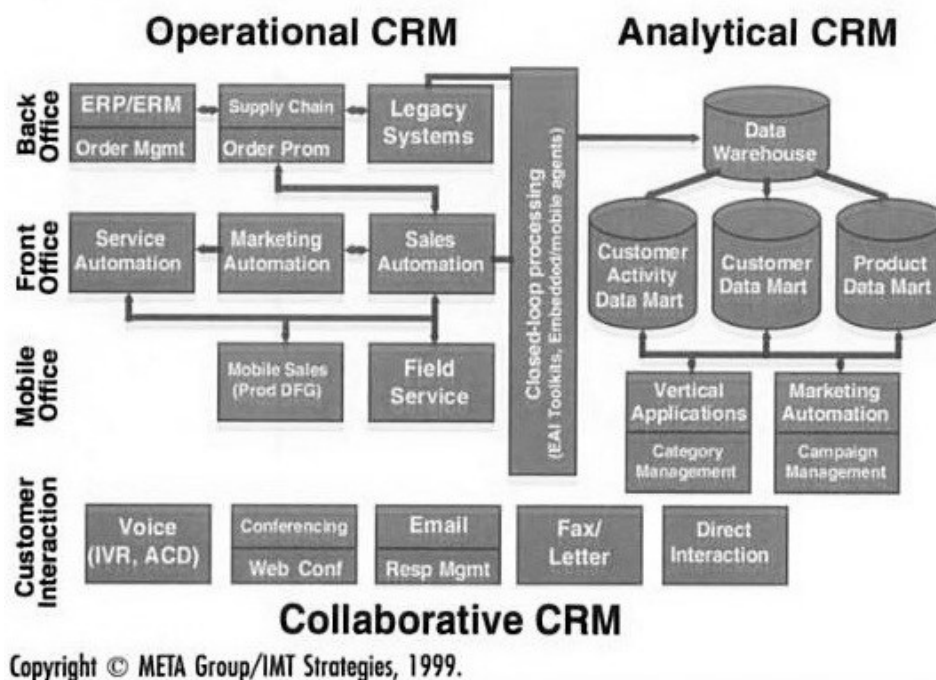 Operational CRM
Analytical CRM
Back
Office
ERP/ERM
Order Mgmt
Supply Chain
Order Prom
Legacy
Systems
Data
Warehouse
Front
Office
Service
Automation
Marketing
Automation
Sales
Automation
Closed-loop processing
(EAI Toolkits, Embedded/mobile agents)
Customer
Activity
Data Mart
Customer
Data Mart
Product
Data Mart
Mobile
Office
Mobile Sales
(Prod DFG)
Field
Service
Vertical
Applications
Category
Management
Marketing
Automation
Campaign
Management
Customer
Interaction
Voice
(IVR, ACD)
Conferencing
Web Conf
Email
Resp Mgmt
Fax/
Letter
Direct
Interaction
Collaborative CRM
Copyright © META Group/IMT Strategies, 1999.